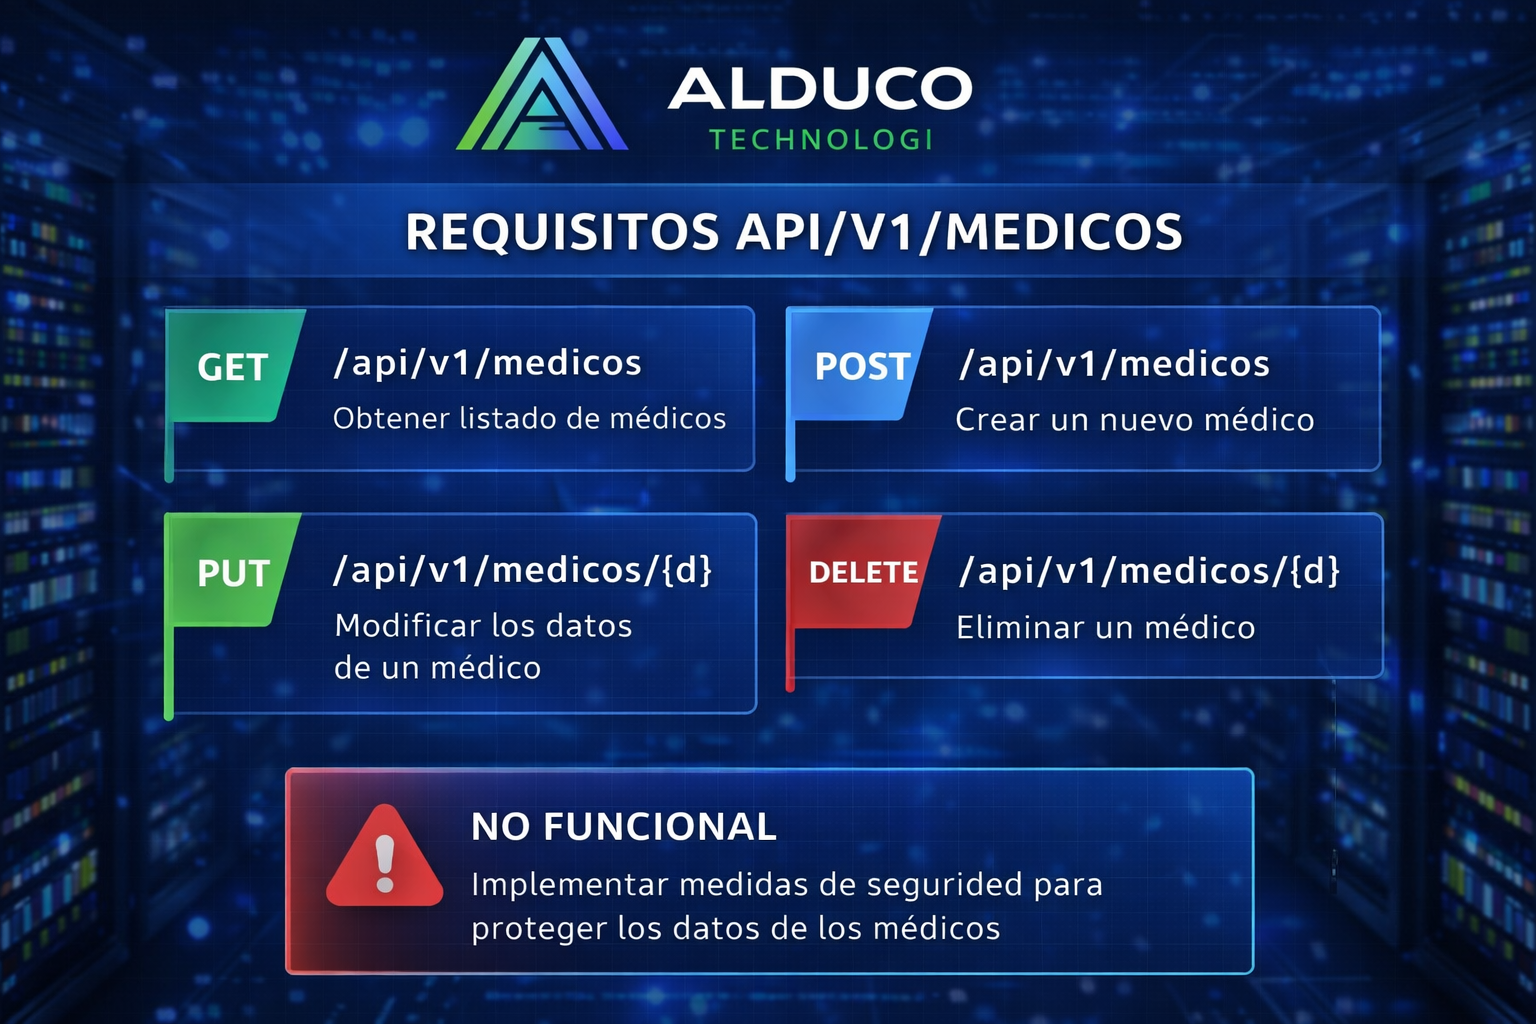 ALDUCO
TECHNOLOGI
REQUISITOS API/V1/MEDICOS
GET
/api/v1/medicos
Obtener listado de médicos
POST
/api/v1/medicos
Crear un nuevo médico
PUT
/api/v1/medicos/{d}
Modificar los datos
de un médico
DELETE
/api/v1/medicos/{d}
Eliminar un médico
NO FUNCIONAL
Implementar medidas de segurided para
proteger los datos de los médicos